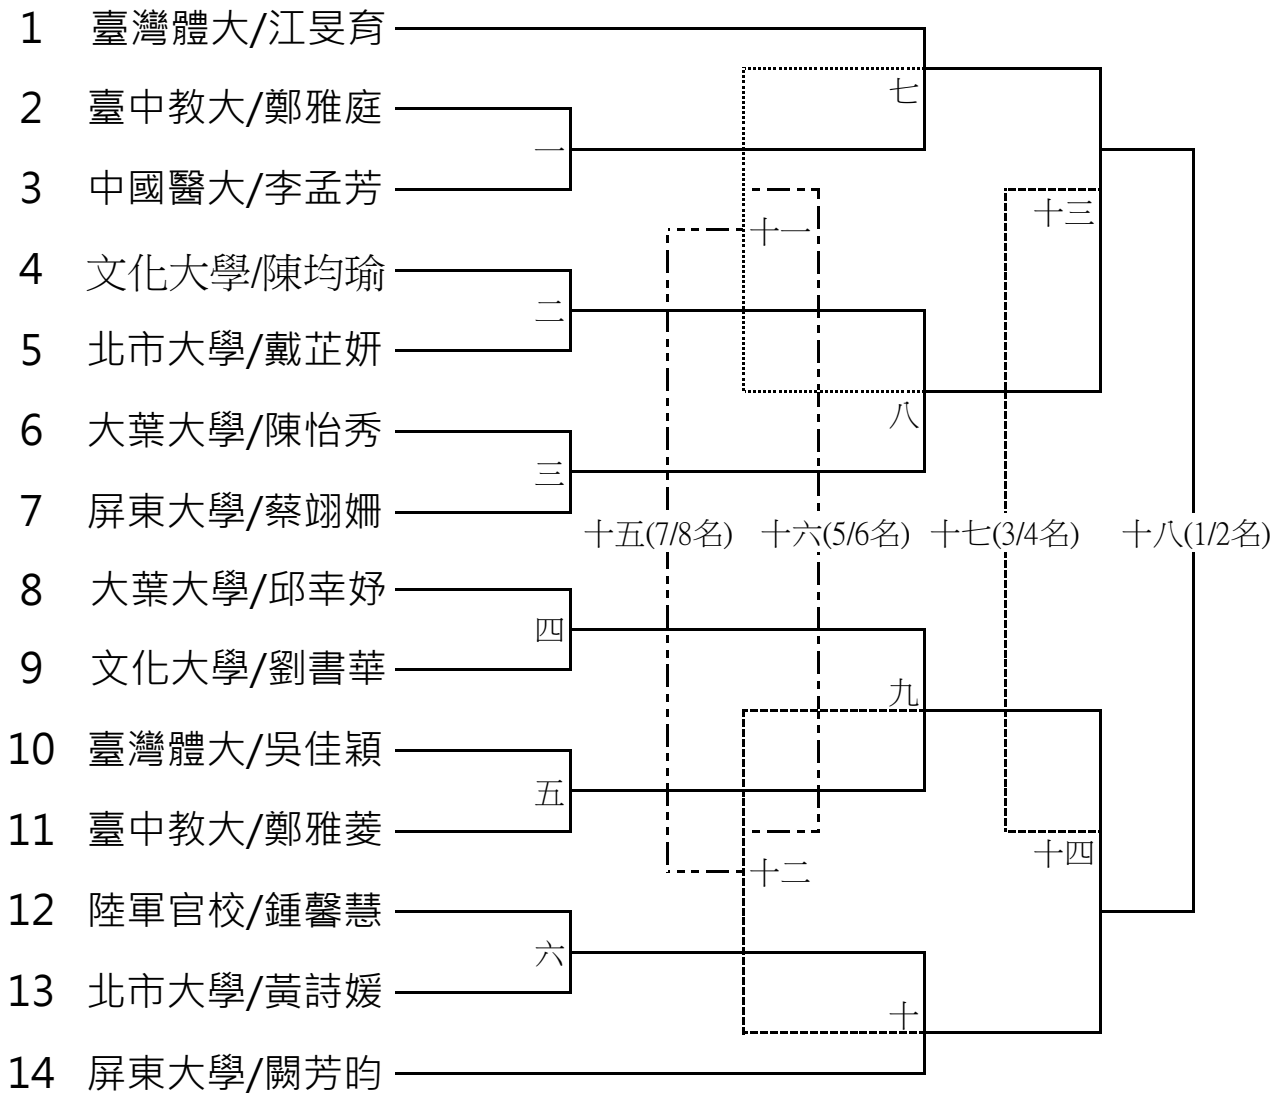 1 臺灣體大/江旻育
七
2 臺中教大/鄭雅庭
一
3 中國醫大/李孟芳
十三
十一
4 文化大學/陳均瑜
二
5 北市大學/戴芷妍
八
6 大葉大學/陳怡秀
三
7 屏東大學/蔡翊姍
十五(7/8名) 十六(5/6名) 十七(3/4名) 十八(1/2名)
8 大葉大學/邱幸妤
四
9 文化大學/劉書華
九
10 臺灣體大/吳佳穎
五
11 臺中教大/鄭雅菱
十四
十二
12 陸軍官校/鍾馨慧
六
13 北市大學/黃詩媛
十
14 屏東大學/闕芳昀